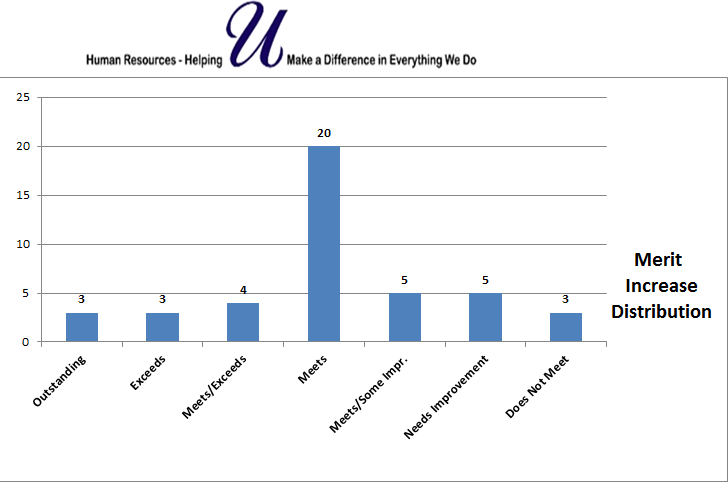 Human Resources - Helping U Make a Difference in Everything We Do
25
20
15
10
5
0
3
3
4
20
5
5
3
Outstanding
Exceeds
Meets/Exceeds
Meets
Meets/Some Impr.
Needs Improvement
Does Not Meet
Merit
Increase
Distribution